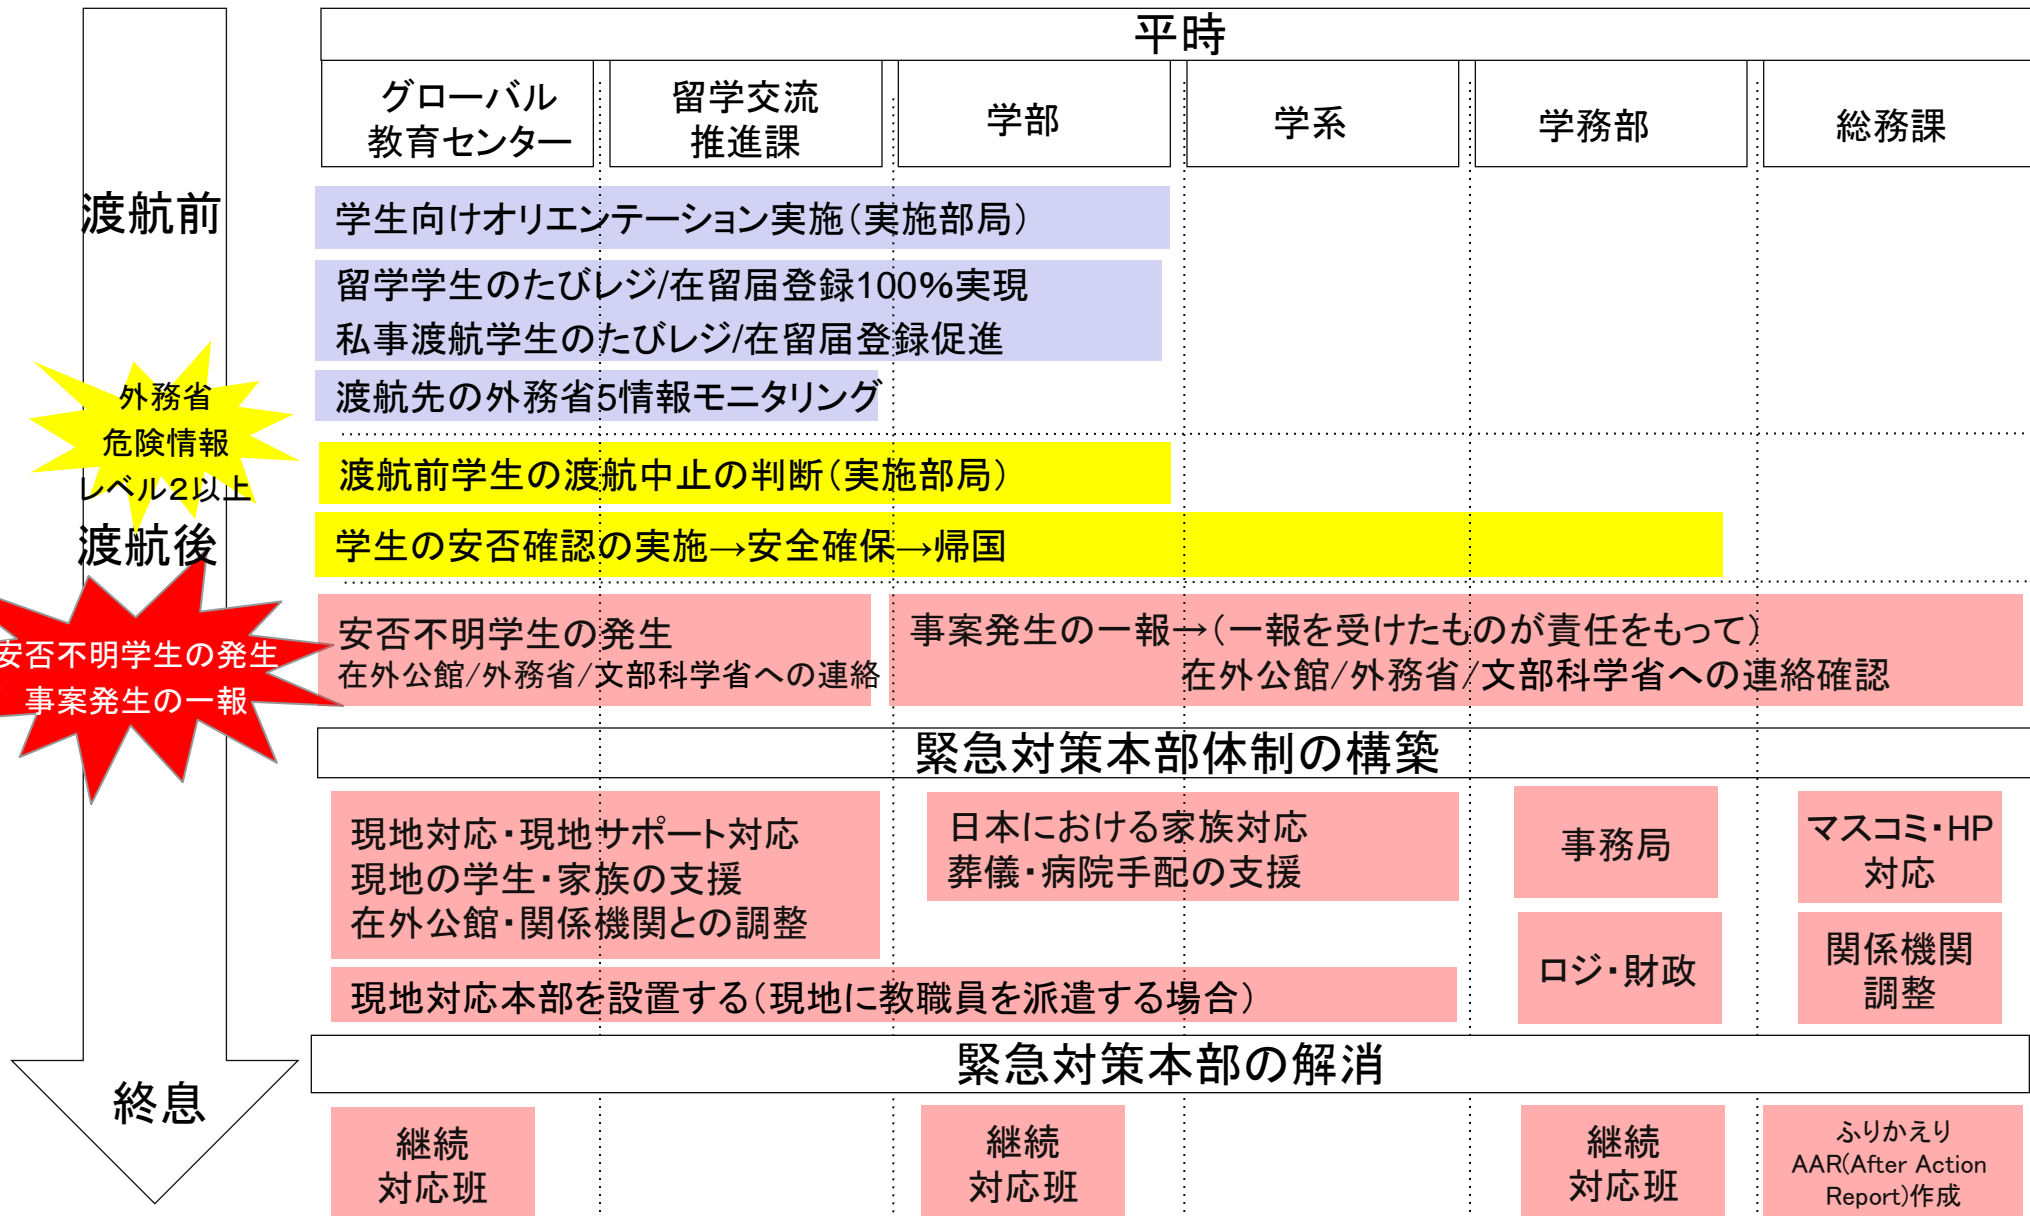 平時
グローバル
教育センター
留学交流
推進課
学部
学系
学務部
総務課
渡航前
学生向けオリエンテーション実施(実施部局)
留学学生のたびレジ/在留届登録100%実現
私事渡航学生のたびレジ/在留届登録促進
渡航先の外務省5情報モニタリング
外務省
危険情報
レベル2以上
渡航前学生の渡航中止の判断(実施部局)
渡航後
学生の安否確認の実施→安全確保→帰国
安否不明学生の発生
事案発生の一報
安否不明学生の発生
在外公館/外務省/文部科学省への連絡
事案発生の一報→(一報を受けたものが責任をもって)
在外公館/外務省/文部科学省への連絡確認
緊急対策本部体制の構築
現地対応・現地サポート対応
現地の学生・家族の支援
在外公館・関係機関との調整
日本における家族対応
葬儀・病院手配の支援
事務局
マスコミ・HP
対応
現地対応本部を設置する(現地に教職員を派遣する場合)
ロジ・財政
関係機関
調整
緊急対策本部の解消
終息
継続
対応班
継続
対応班
継続
対応班
ふりかえり
AAR(After Action
Report)作成